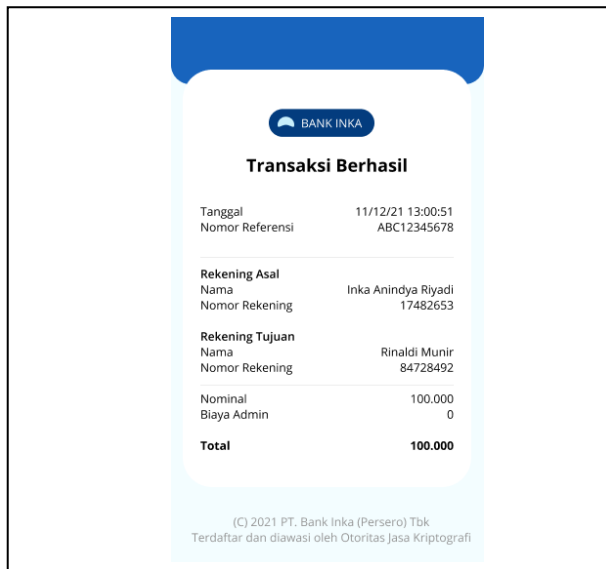 BANK INKA
Transaksi Berhasil
Tanggal 11/12/21 13:00:51
Nomor Referensi ABC12345678
Rekening Asal
Nama Inka Anindya Riyadi
Nomor Rekening 17482653
Rekening Tujuan
Nama Rinaldi Munir
Nomor Rekening 84728492
Nominal 100.000
Biaya Admin 0
Total 100.000
(C) 2021 PT. Bank Inka (Persero) Tbk
Terdaftar dan diawasi oleh Otoritas Jasa Kriptografi